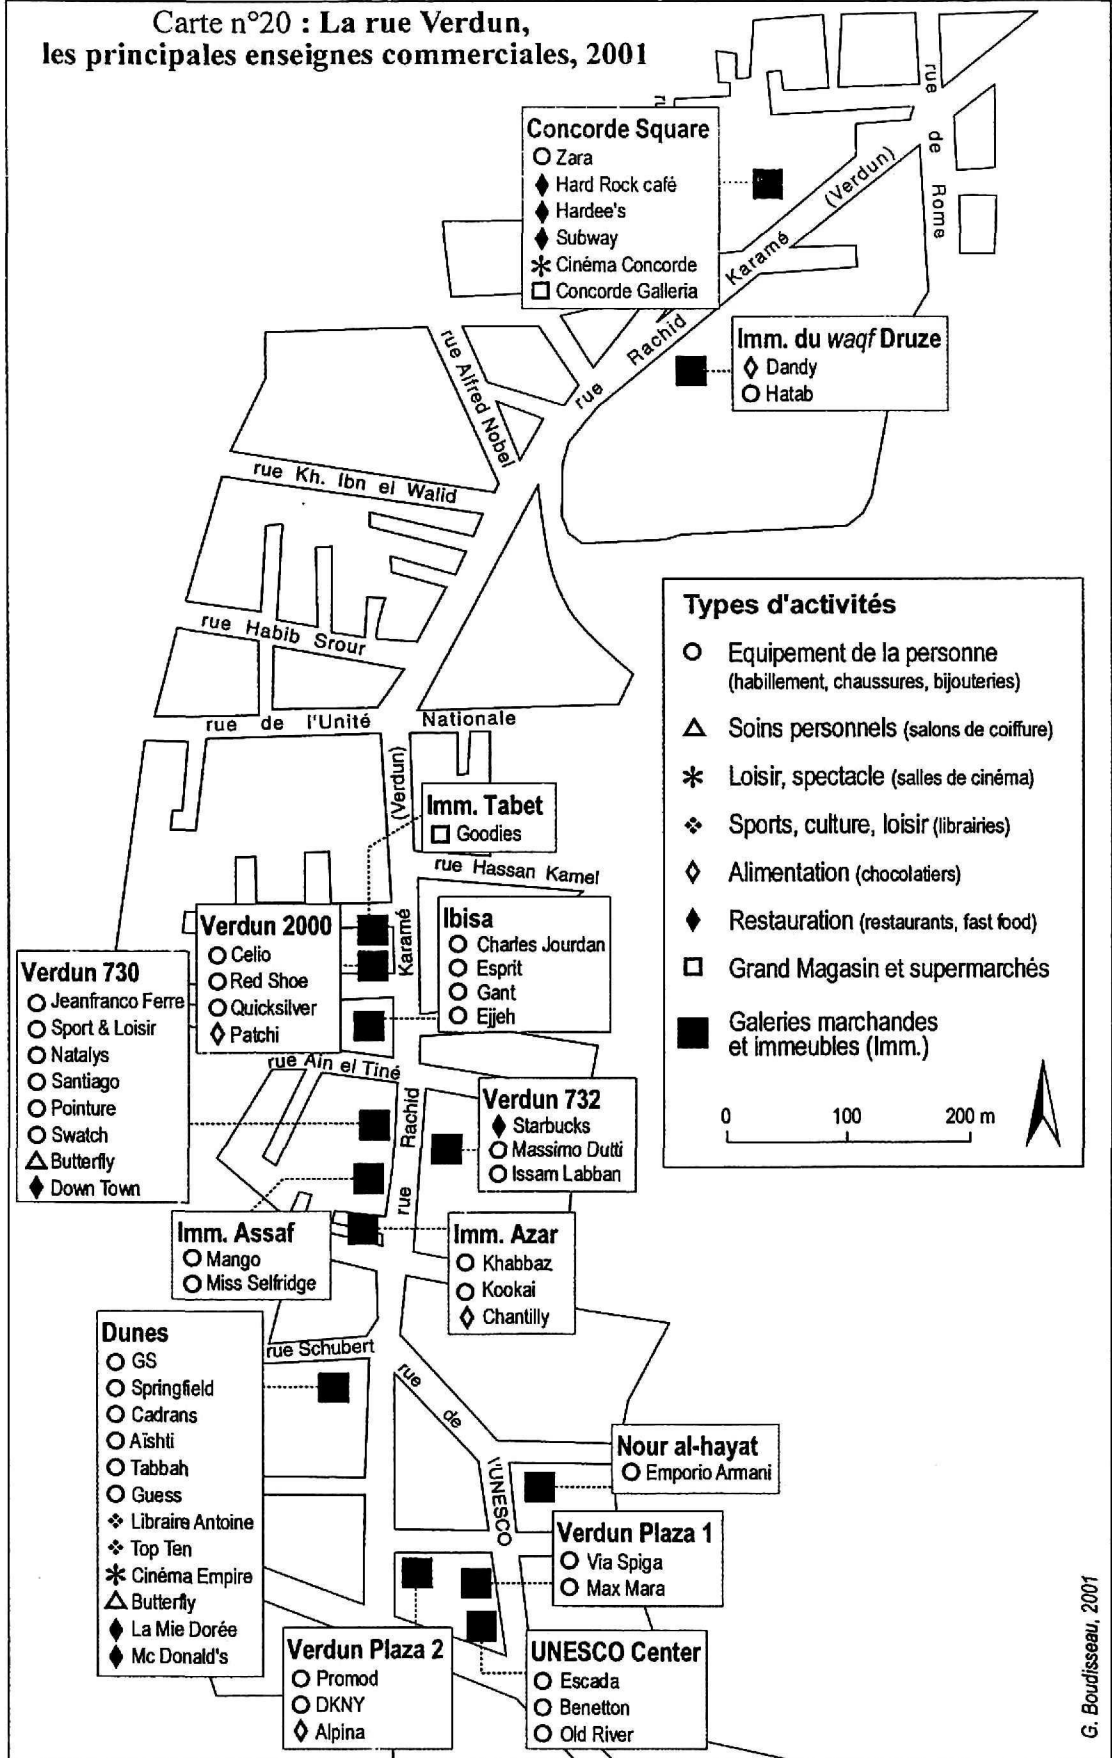 Carte n°20 : La rue Verdun,
les principales enseignes commerciales, 2001
rue
de
Rome
Concorde Square
Zara
Hard Rock café
Hardee's
Subway
Cinéma Concorde
Concorde Galleria
rue Rachid Karamé (Verdun)
Imm. du waqf Druze
Dandy
Hatab
rue Alfred Nobel
rue Kh. Ibn el Walid
rue Habib Srour
rue de l'Unité Nationale
Types d'activités
Equipement de la personne
(habillement, chaussures, bijouteries)
Soins personnels (salons de coiffure)
Loisir, spectacle (salles de cinéma)
Sports, culture, loisir (librairies)
Alimentation (chocolatiers)
Restauration (restaurants, fast food)
Grand Magasin et supermarchés
Galeries marchandes
et immeubles (Imm.)
0 100 200 m
(Verdun)
Imm. Tabet
Goodies
rue Hassan Kamel
Karamé
Verdun 2000
Celio
Red Shoe
Quicksilver
Patchi
Ibisa
Charles Jourdan
Esprit
Gant
Ejjeh
Verdun 730
Jeanfranco Ferre
Sport & Loisir
Natalys
Santiago
Pointure
Swatch
Butterfly
Down Town
rue Ain el Tiné
Rachid
rue
Verdun 732
Starbucks
Massimo Dutti
Issam Labban
Imm. Assaf
Mango
Miss Selfridge
Imm. Azar
Khabbaz
Kookai
Chantilly
Dunes
GS
Springfield
Cadrans
Aïshti
Tabbah
Guess
Libraire Antoine
Top Ten
Cinéma Empire
Butterfly
La Mie Dorée
Mc Donald's
rue Schubert
rue de l'UNESCO
Nour al-hayat
Emporio Armani
Verdun Plaza 1
Via Spiga
Max Mara
Verdun Plaza 2
Promod
DKNY
Alpina
UNESCO Center
Escada
Benetton
Old River
G. Boudisseau, 2001